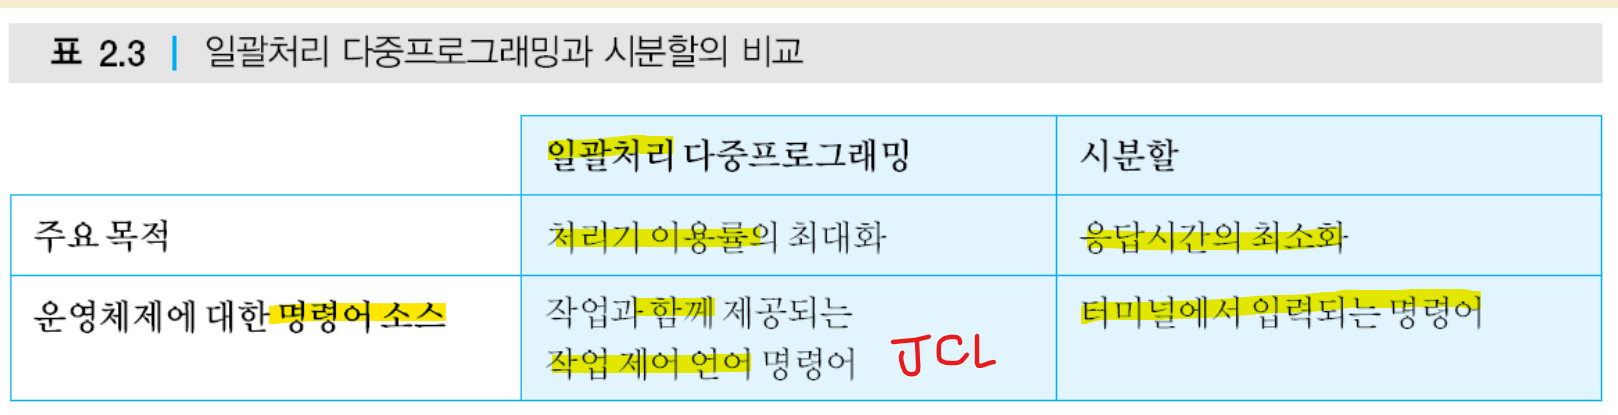 표 2.3 | 일괄처리 다중프로그래밍과 시분할의 비교
일괄처리 다중프로그래밍
시분할
주요 목적
처리기 이용률의 최대화
응답시간의 최소화
운영체제에 대한 명령어 소스
작업과 함께 제공되는
작업 제어 언어 명령어
JCL
터미널에서 입력되는 명령어